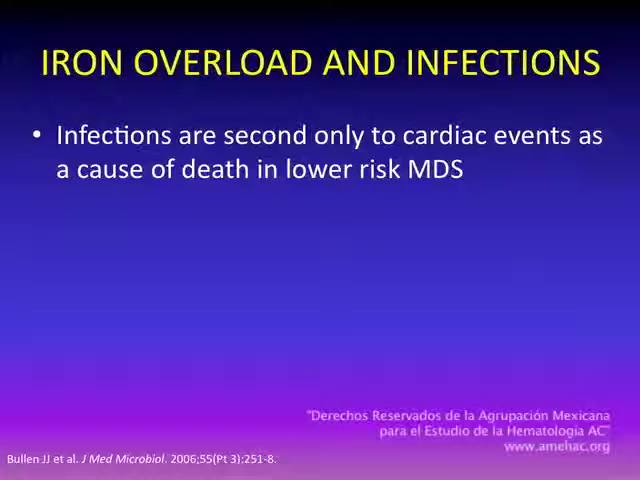 IRON OVERLOAD AND INFECTIONS
• Infections are second only to cardiac events as
a cause of death in lower risk MDS
"Derechos Reservados de la Agrupación Mexicana
para el Estudio de la Hematología AC"
www.amehac.org
Bullen JJ et al. J Med Microbiol. 2006;55(Pt 3):251-8.